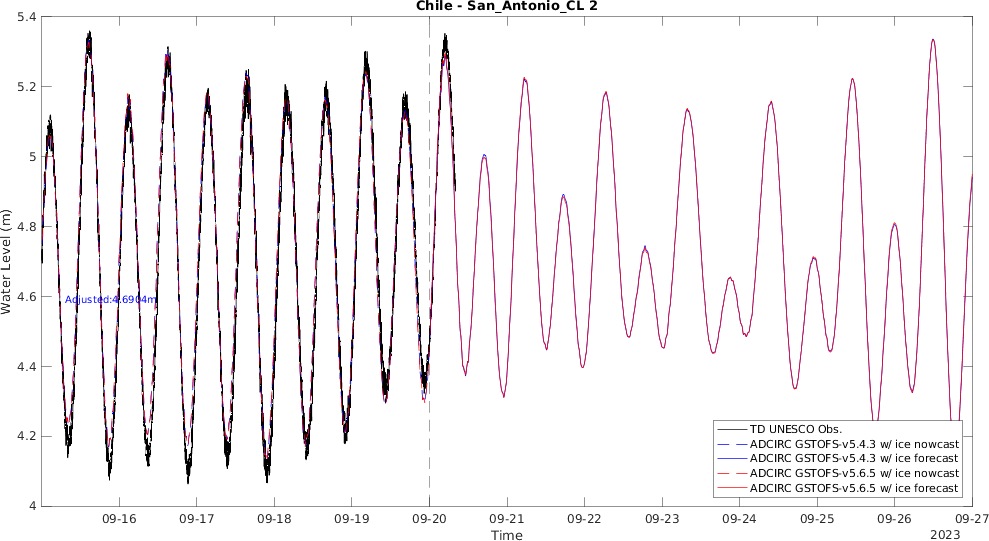 Chile - San_Antonio_CL 2
5.4
5.2
5
4.8
4.6
4.4
4.2
4
Water Level (m)
Adjusted:4.6904m
TD UNESCO Obs.
ADCIRC GSTOFS-v5.4.3 w/ ice nowcast
ADCIRC GSTOFS-v5.4.3 w/ ice forecast
ADCIRC GSTOFS-v5.6.5 w/ ice nowcast
ADCIRC GSTOFS-v5.6.5 w/ ice forecast
09-16 09-17 09-18 09-19 09-20 09-21 09-22 09-23 09-24 09-25 09-26 09-27
Time
2023